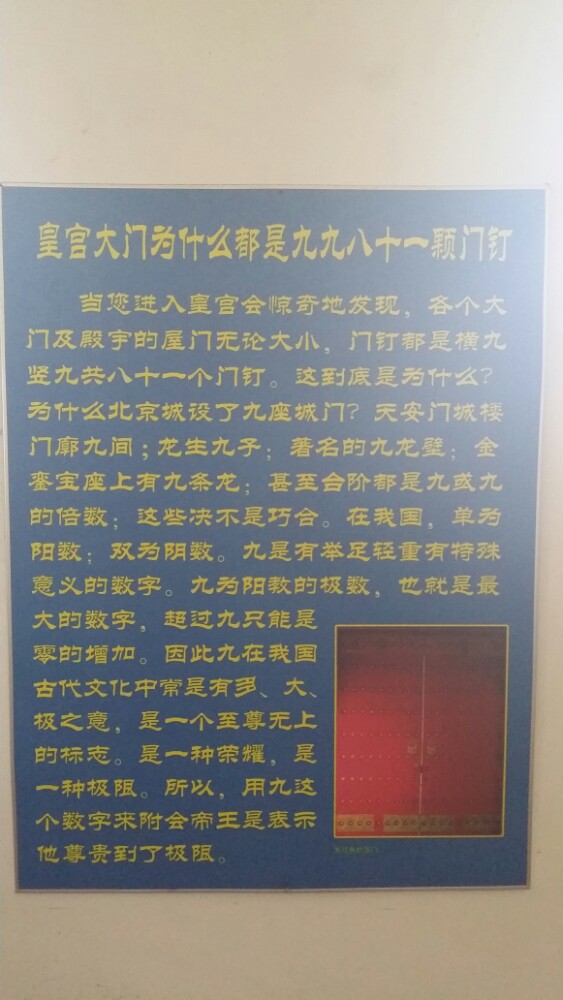 皇宫大门为什么都是九九八十一颗门钉
当您进入皇宫会惊奇地发现，各个大
门及殿宇的屋门无论大小，门钉都是横九
竖九共八十一个门钉。这到底是为什么？
为什么北京城设了九座城门？天安门城楼
门廓九间；龙生九子；著名的九龙壁；金
銮宝座上有九条龙；甚至台阶都是九或九
的倍数；这些决不是巧合。在我国，单为
阳数；双为阴数。九是有举足轻重有特殊
意义的数字。九为阳数的极数，也就是最
大的数字，超过九只能是
零的增加。因此九在我国
古代文化中常是有多、大、
极之意，是一个至尊无上
的标志。是一种荣耀，是
一种极限。所以，用九这
个数字来附会帝王是表示
他尊贵到了极限。